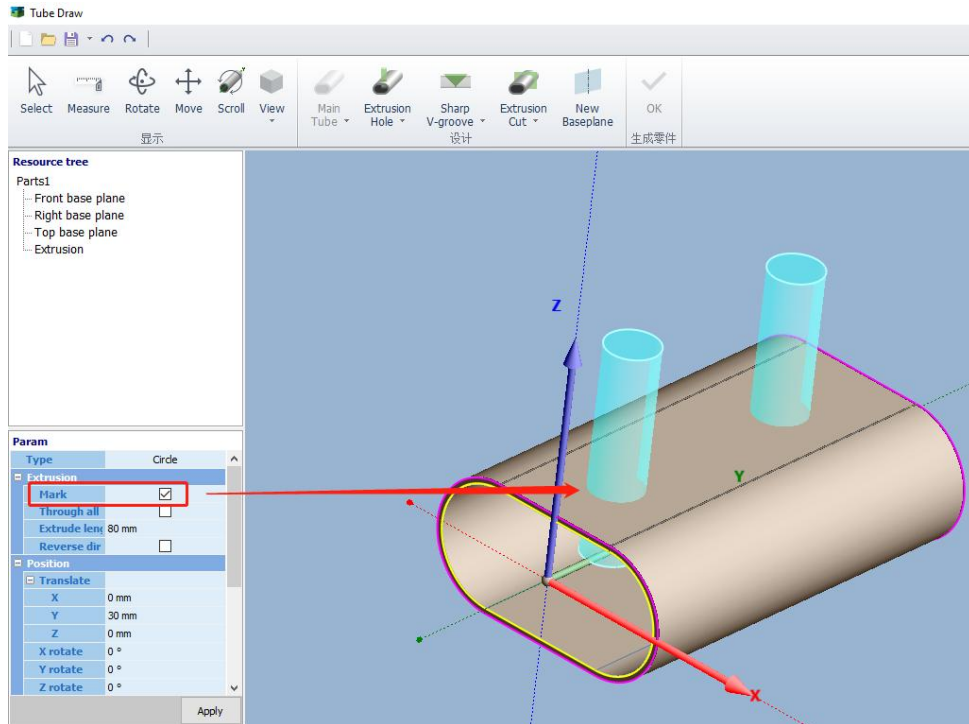 Tube Draw
Select Measure Rotate Move Scroll View Main Tube Extrusion Hole Sharp V-groove Extrusion Cut New Baseplane OK
显示 设计 生成零件
Resource tree
Parts1
Front base plane
Right base plane
Top base plane
Extrusion
Z
Y
X
Param
Type Circle
Extrusion
Mark
Through all
Extrude leng 80 mm
Reverse dir
Position
Translate
X 0 mm
Y 30 mm
Z 0 mm
X rotate 0 °
Y rotate 0 °
Z rotate 0 °
Apply